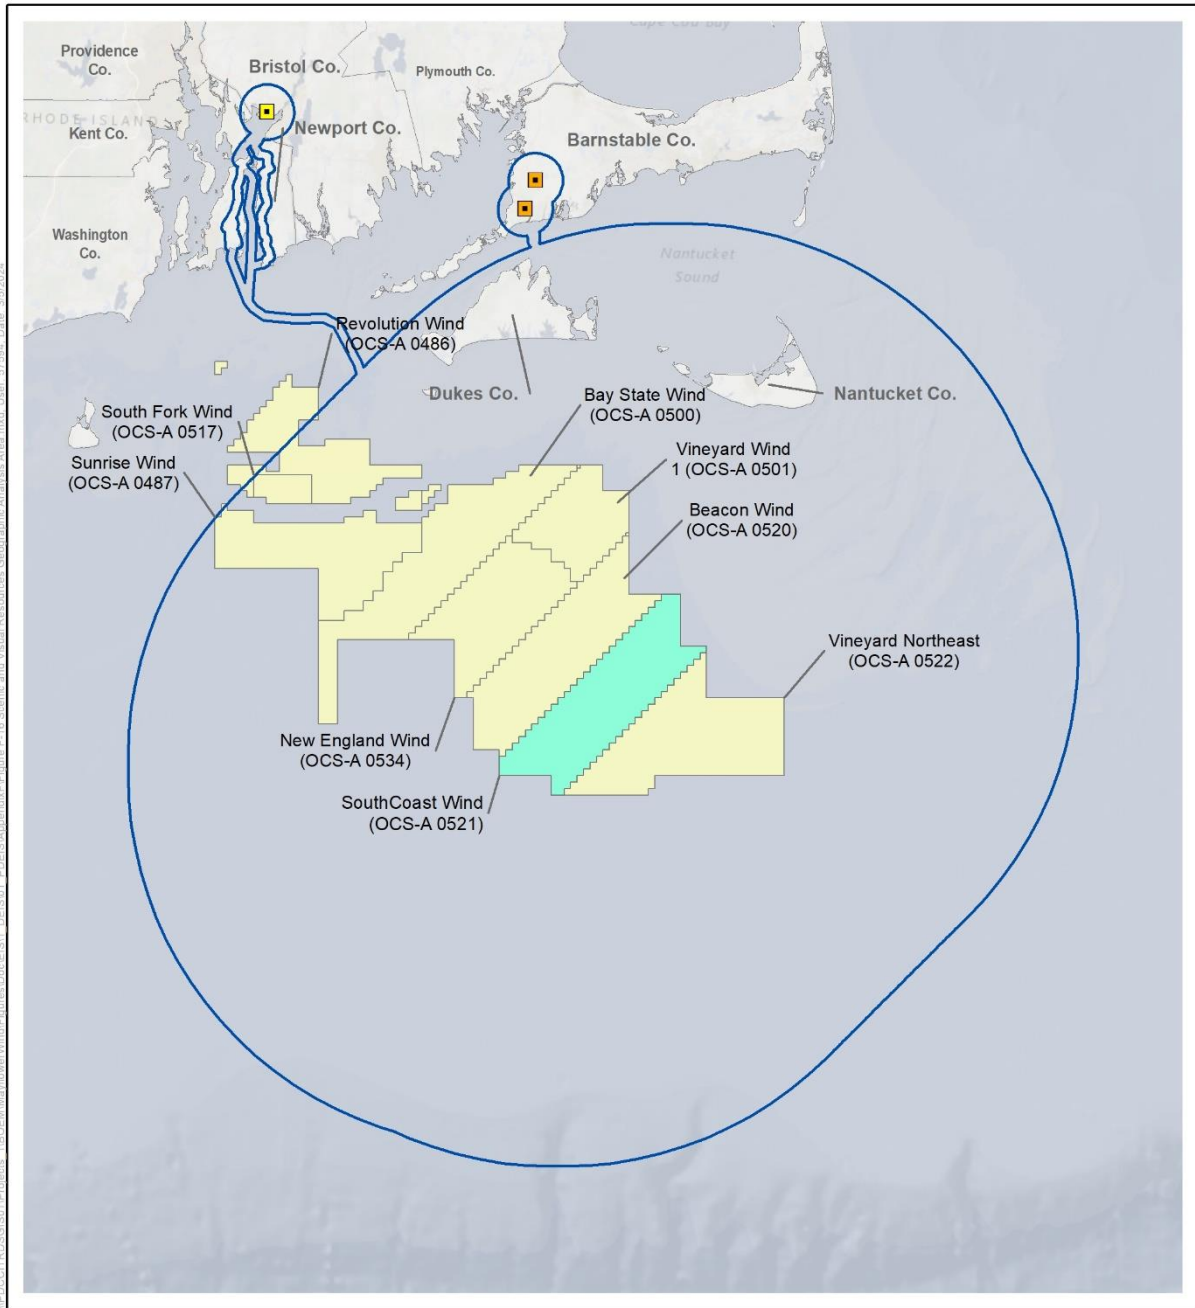 Cape Cod Bay
Providence
Co.
Bristol Co.
Plymouth Co.
RHODE ISLAND
Kent Co.
Newport Co.
Barnstable Co.
Washington
Co.
Nantucket
Sound
Revolution Wind
(OCS-A 0486)
Dukes Co.
Nantucket Co.
Bay State Wind
(OCS-A 0500)
South Fork Wind
(OCS-A 0517)
Vineyard Wind
1 (OCS-A 0501)
Sunrise Wind
(OCS-A 0487)
Beacon Wind
(OCS-A 0520)
Vineyard Northeast
(OCS-A 0522)
New England Wind
(OCS-A 0534)
SouthCoast Wind
(OCS-A 0521)